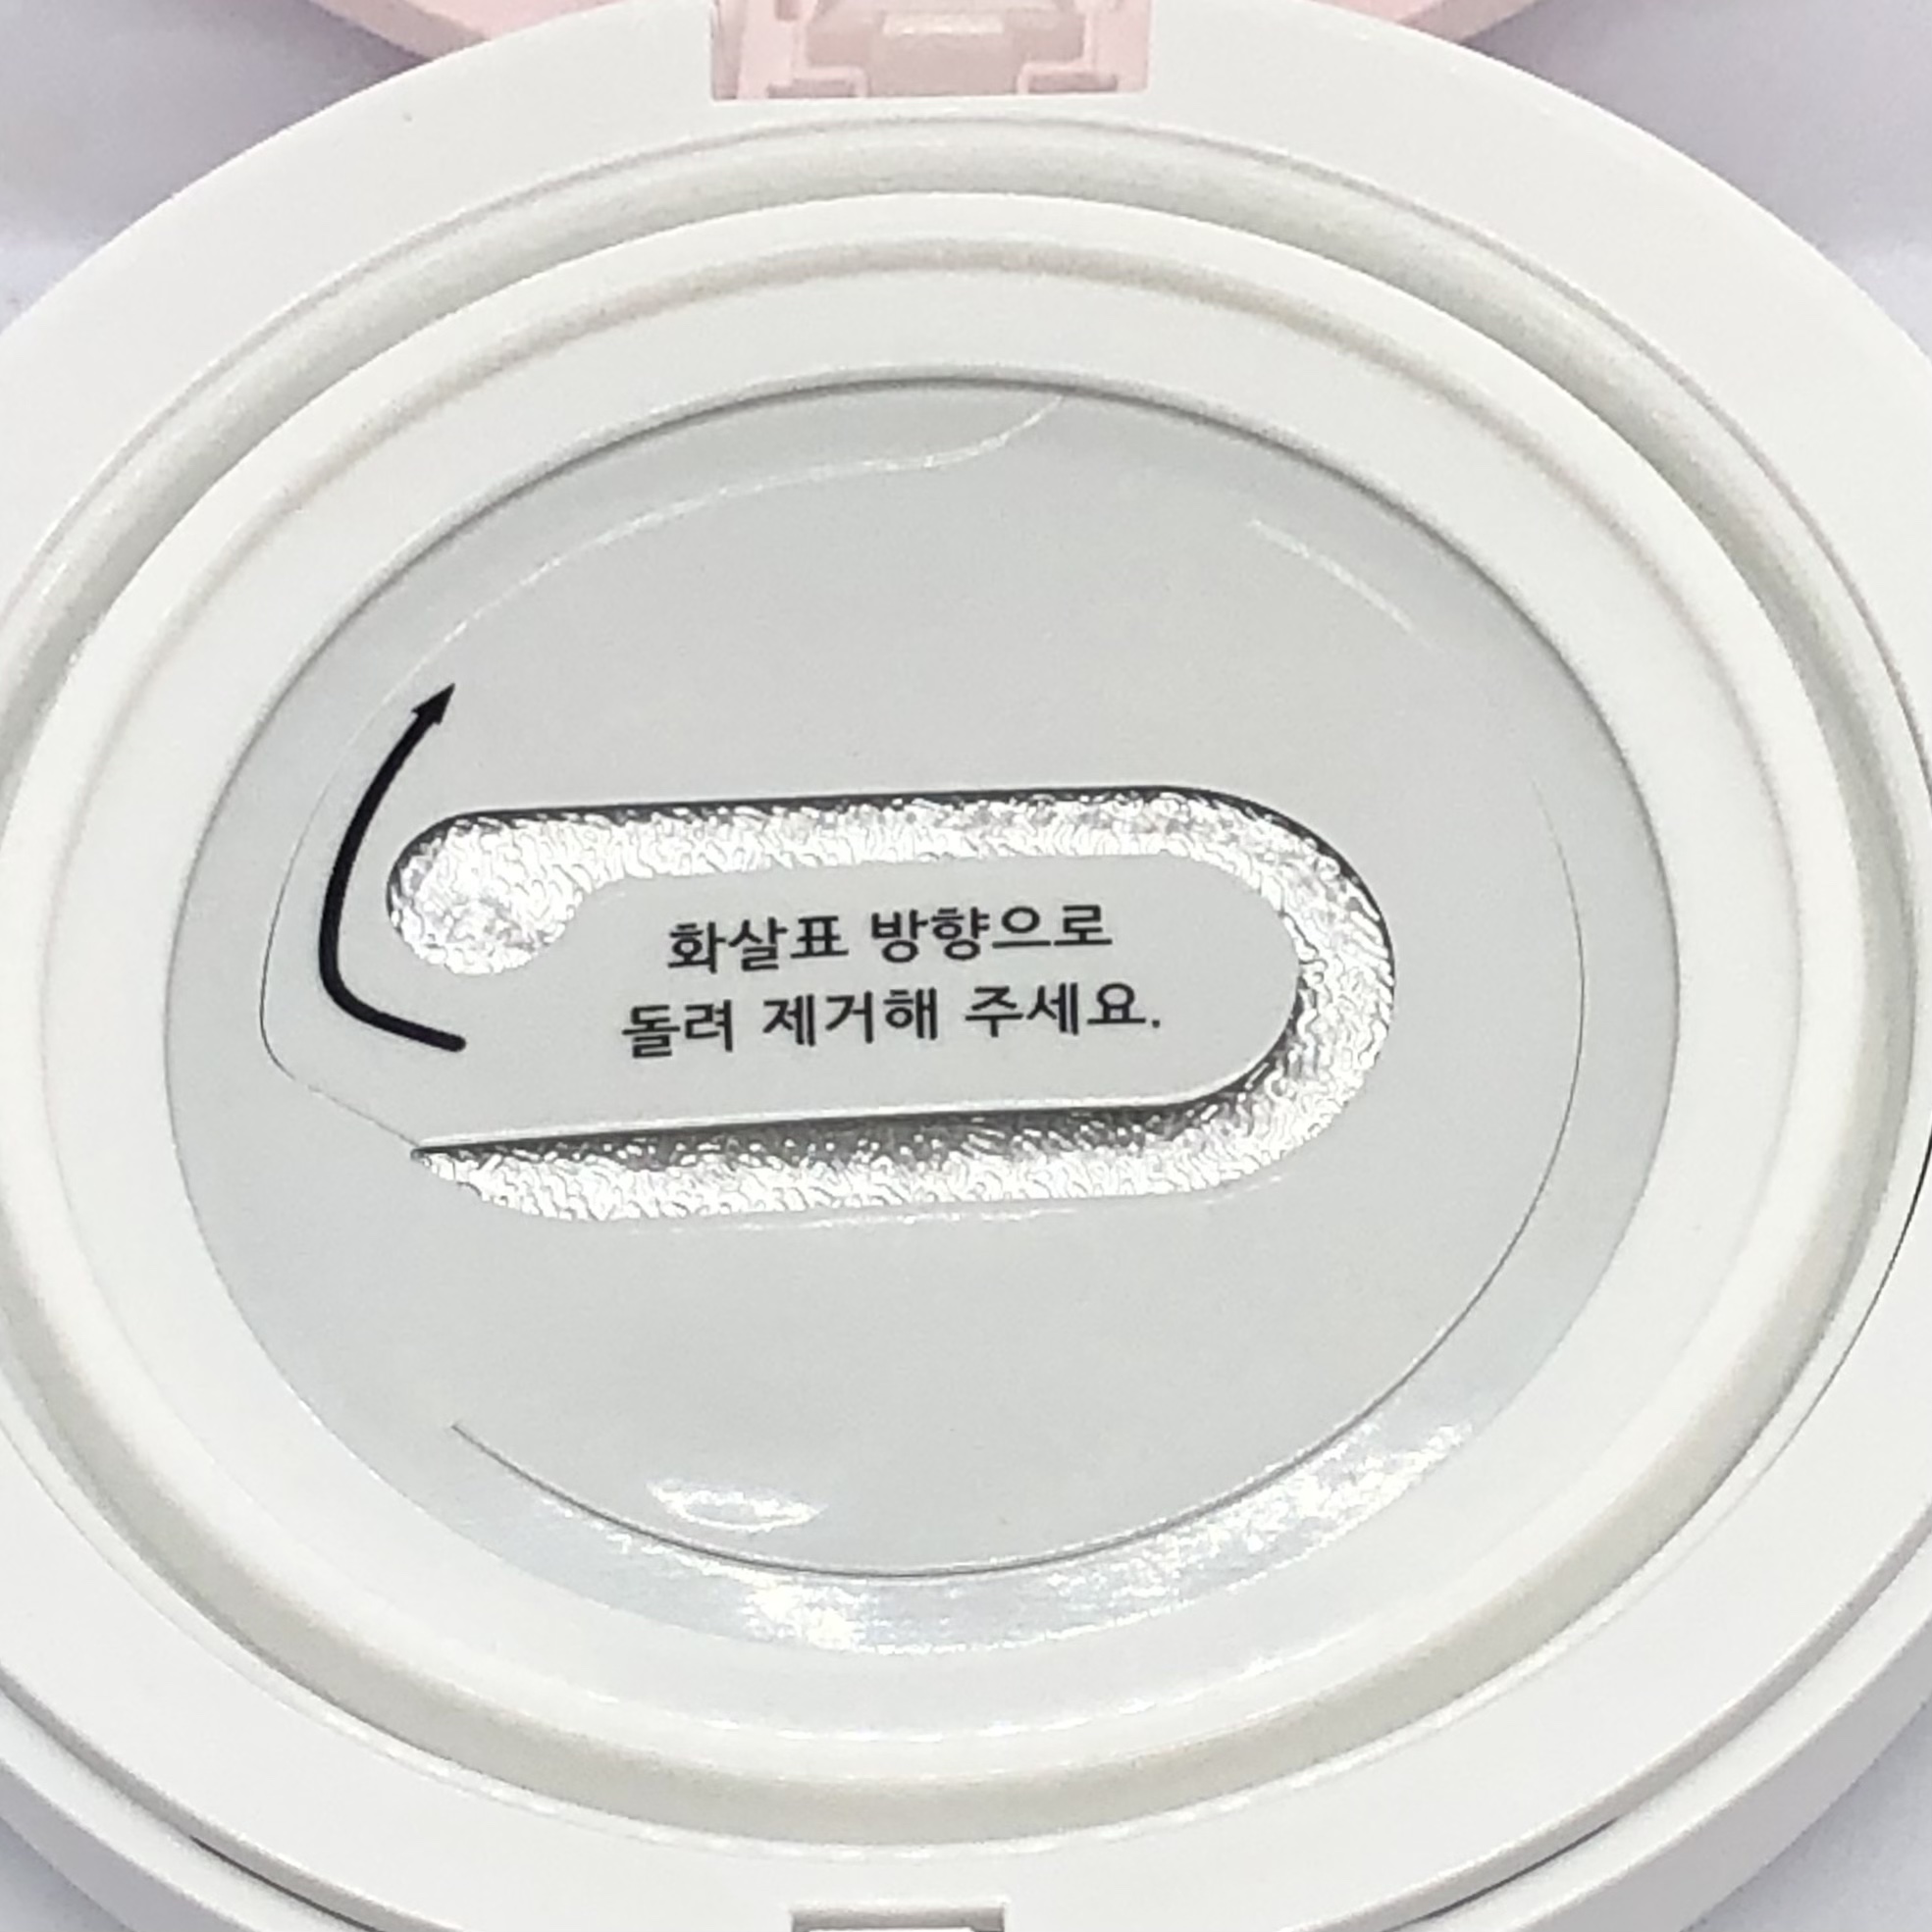 화살표 방향으로
돌려 제거해 주세요.